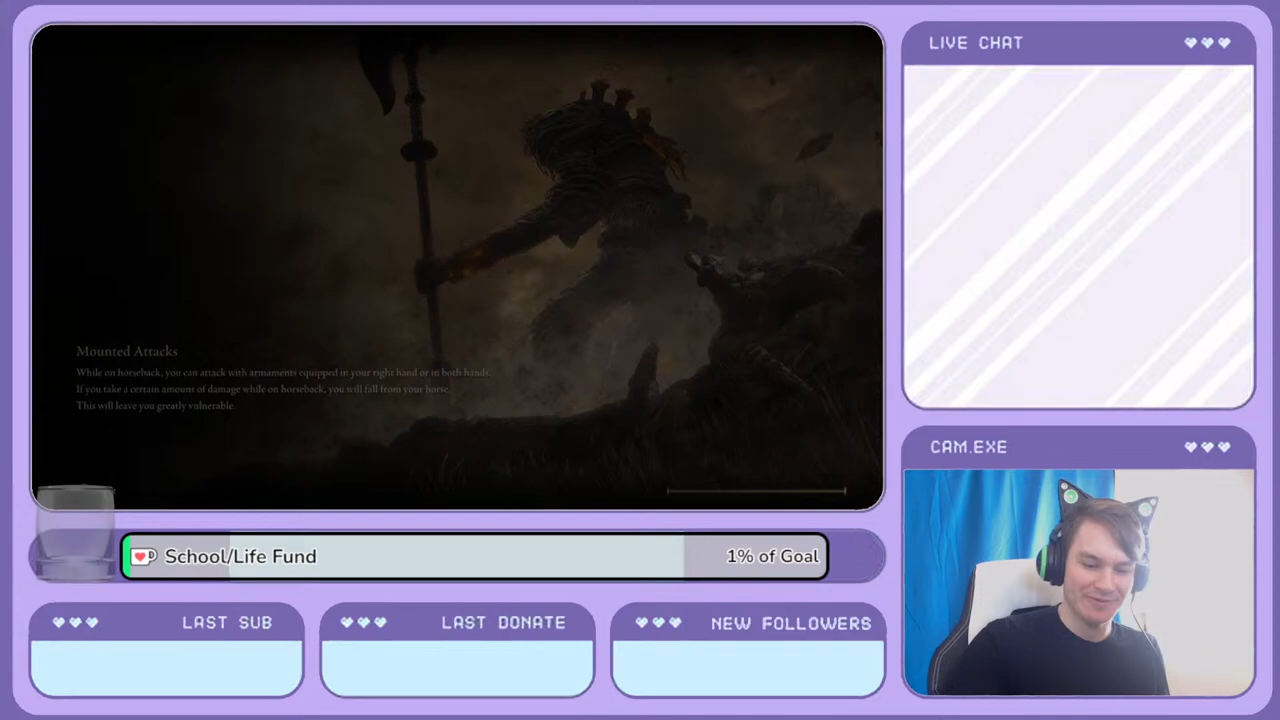 LIVE CHAT
Mounted Attacks
While on horseback, you can attack with armaments equipped in your right hand or in both hands.
If you take a certain amount of damage while on horseback, you will fall from your horse.
This will leave you greatly vulnerable.
CAM.EXE
School/Life Fund
1% of Goal
LAST SUB
LAST DONATE
NEW FOLLOWERS